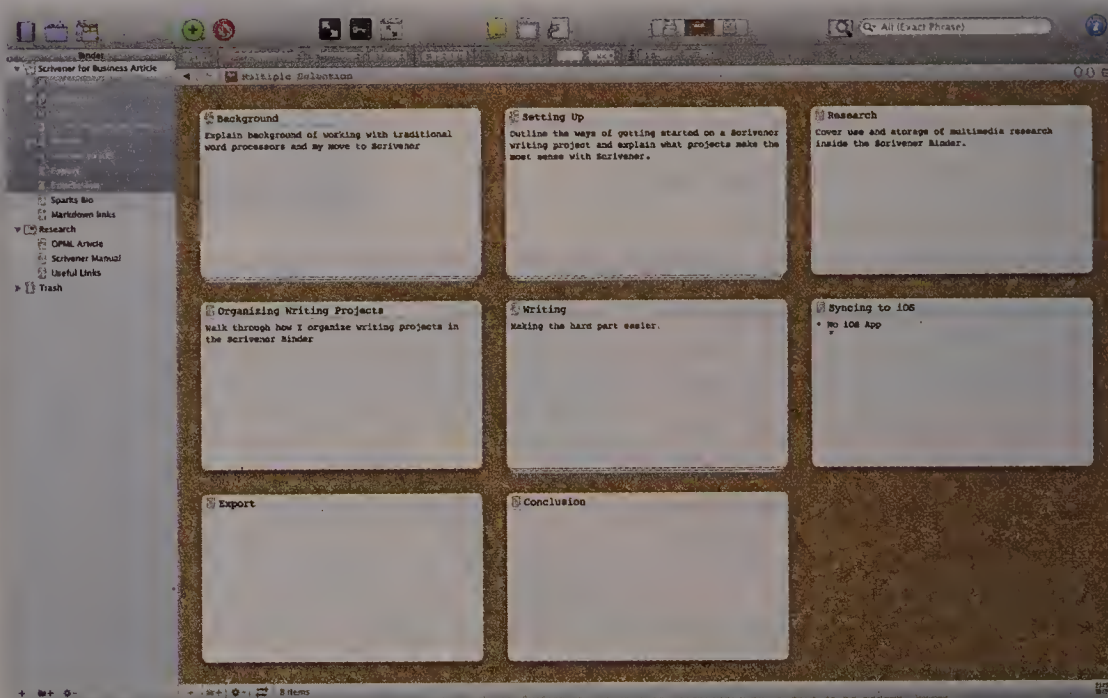 All (Exact Phrase)
Binder
Scrivener for Business Article
Export
Conclusion
Sparks Bio
Markdown links
Research
OPML Article
Scrivener Manual
Useful Links
Trash
Multiple Selection
Background
Explain background of working with traditional
word processors and my move to Scrivener
Setting Up
Outline the ways of getting started on a Scrivener
writing project and explain what projects make the
most sense with Scrivener.
Research
Cover use and storage of multimedia research
inside the Scrivener Binder.
Organizing Writing Projects
Walk through how I organize writing projects in
the Scrivener Binder
Writing
Making the hard part easier.
Syncing to iOS
• No iOS App
Export
Conclusion
8 items